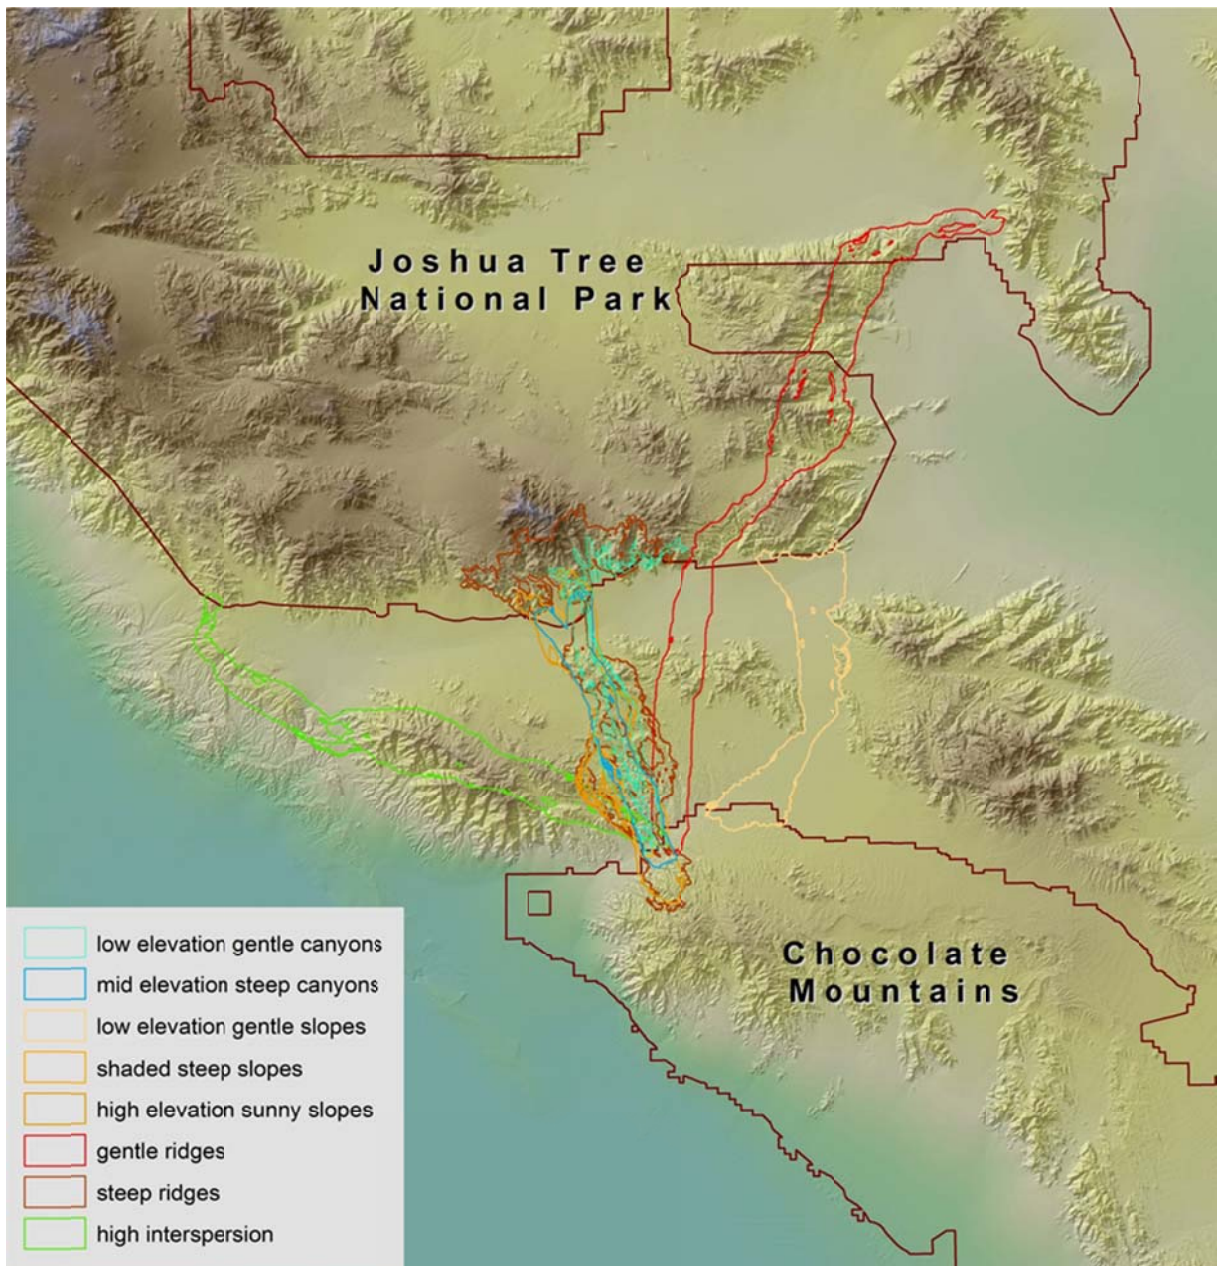 Joshua Tree
National Park
Chocolate
Mountains
low elevation gentle canyons
mid elevation steep canyons
low elevation gentle slopes
shaded steep slopes
high elevation sunny slopes
gentle ridges
steep ridges
high interspersion